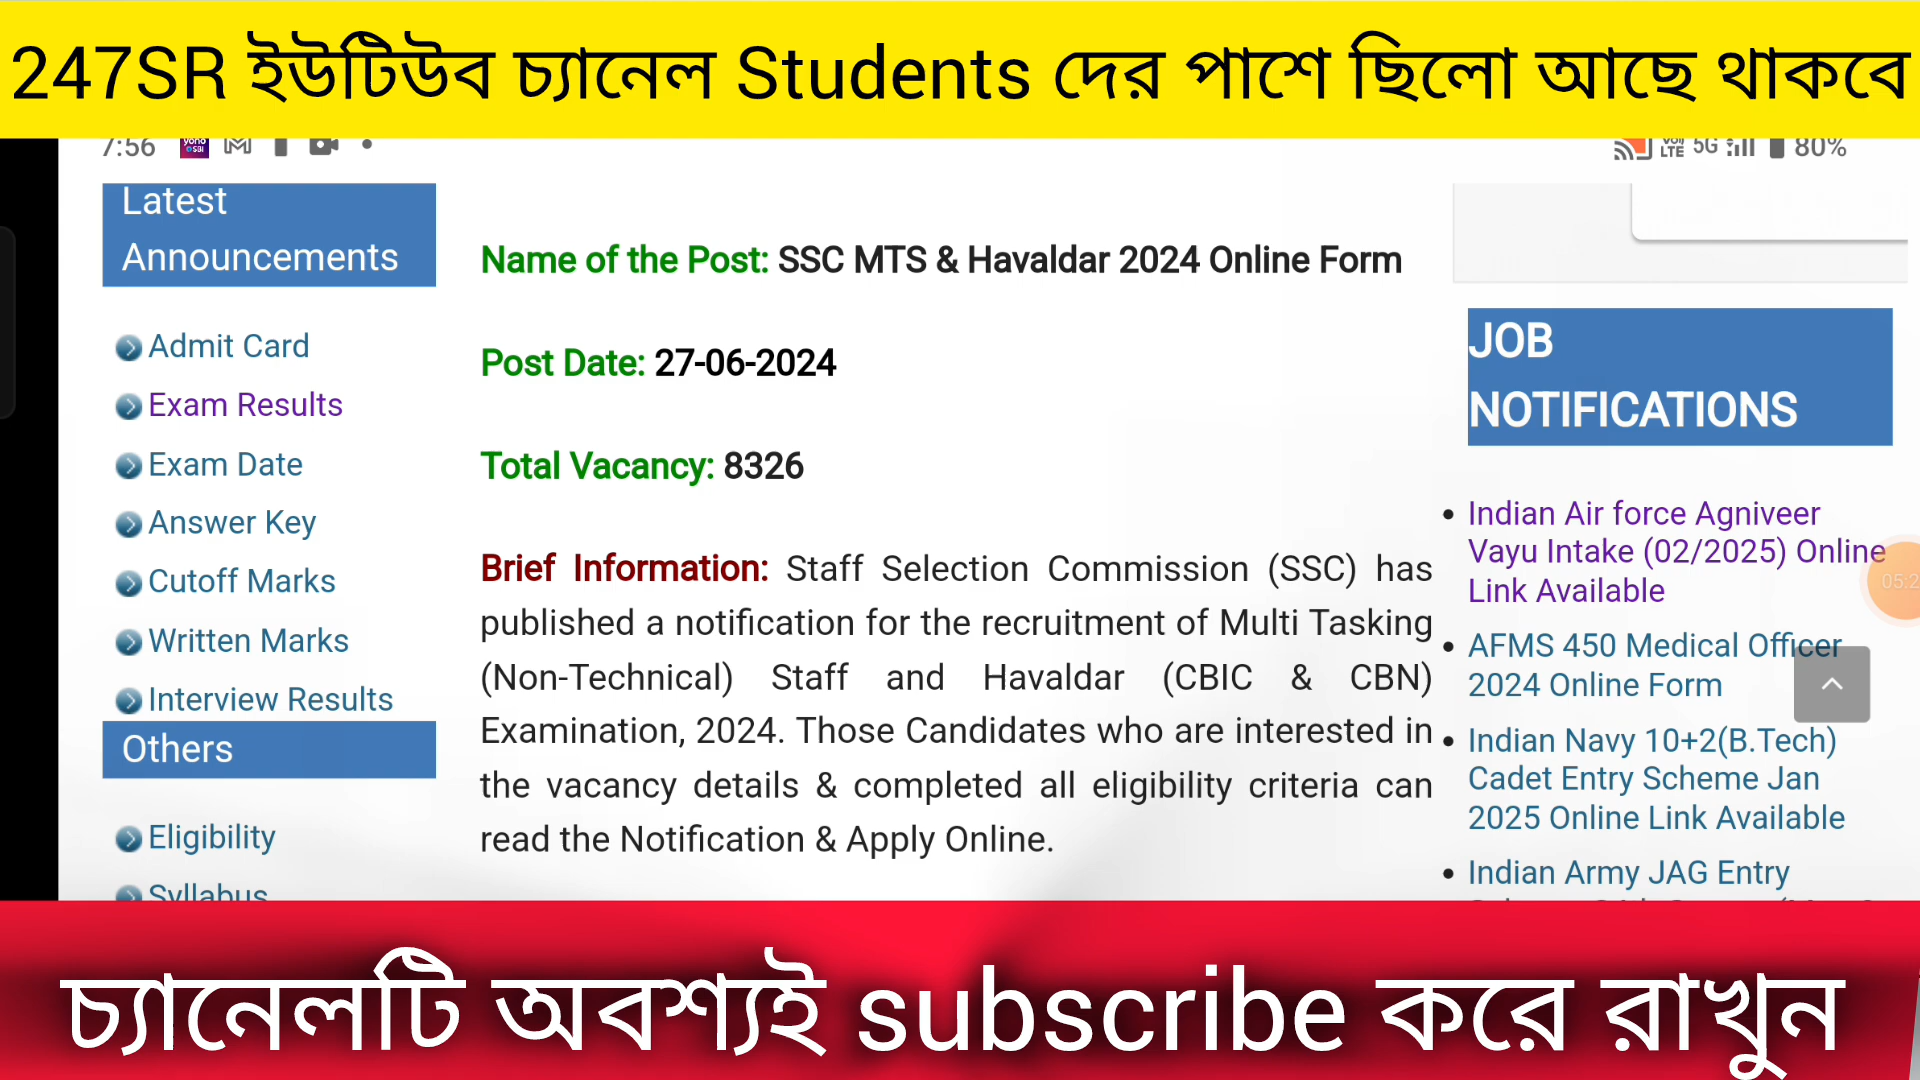 247SR ইউটিউব চ্যানেল Students দের পাশে ছিলো আছে থাকবে
7:56
yono SBI
LTE 5G 80%
Latest
Announcements
Admit Card
Exam Results
Exam Date
Answer Key
Cutoff Marks
Written Marks
Interview Results
Others
Eligibility
Syllabus
Name of the Post: SSC MTS & Havaldar 2024 Online Form
Post Date: 27-06-2024
Total Vacancy: 8326
Brief Information: Staff Selection Commission (SSC) has
published a notification for the recruitment of Multi Tasking
(Non-Technical) Staff and Havaldar (CBIC & CBN)
Examination, 2024. Those Candidates who are interested in
the vacancy details & completed all eligibility criteria can
read the Notification & Apply Online.
JOB
NOTIFICATIONS
Indian Air force Agniveer
Vayu Intake (02/2025) Online
Link Available
AFMS 450 Medical Officer
2024 Online Form
Indian Navy 10+2(B.Tech)
Cadet Entry Scheme Jan
2025 Online Link Available
Indian Army JAG Entry
চ্যানেলটি অবশ্যই subscribe করে রাখুন